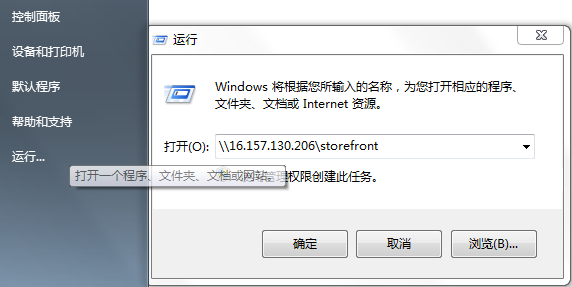 控制面板
设备和打印机
默认程序
帮助和支持
运行...
打开一个程序、文件夹、文档或网站。
运行
Windows 将根据您所输入的名称，为您打开相应的程序、
文件夹、文档或 Internet 资源。
打开(O):
\\16.157.130.206\storefront
管理权限创建此任务。
确定
取消
浏览(B)...